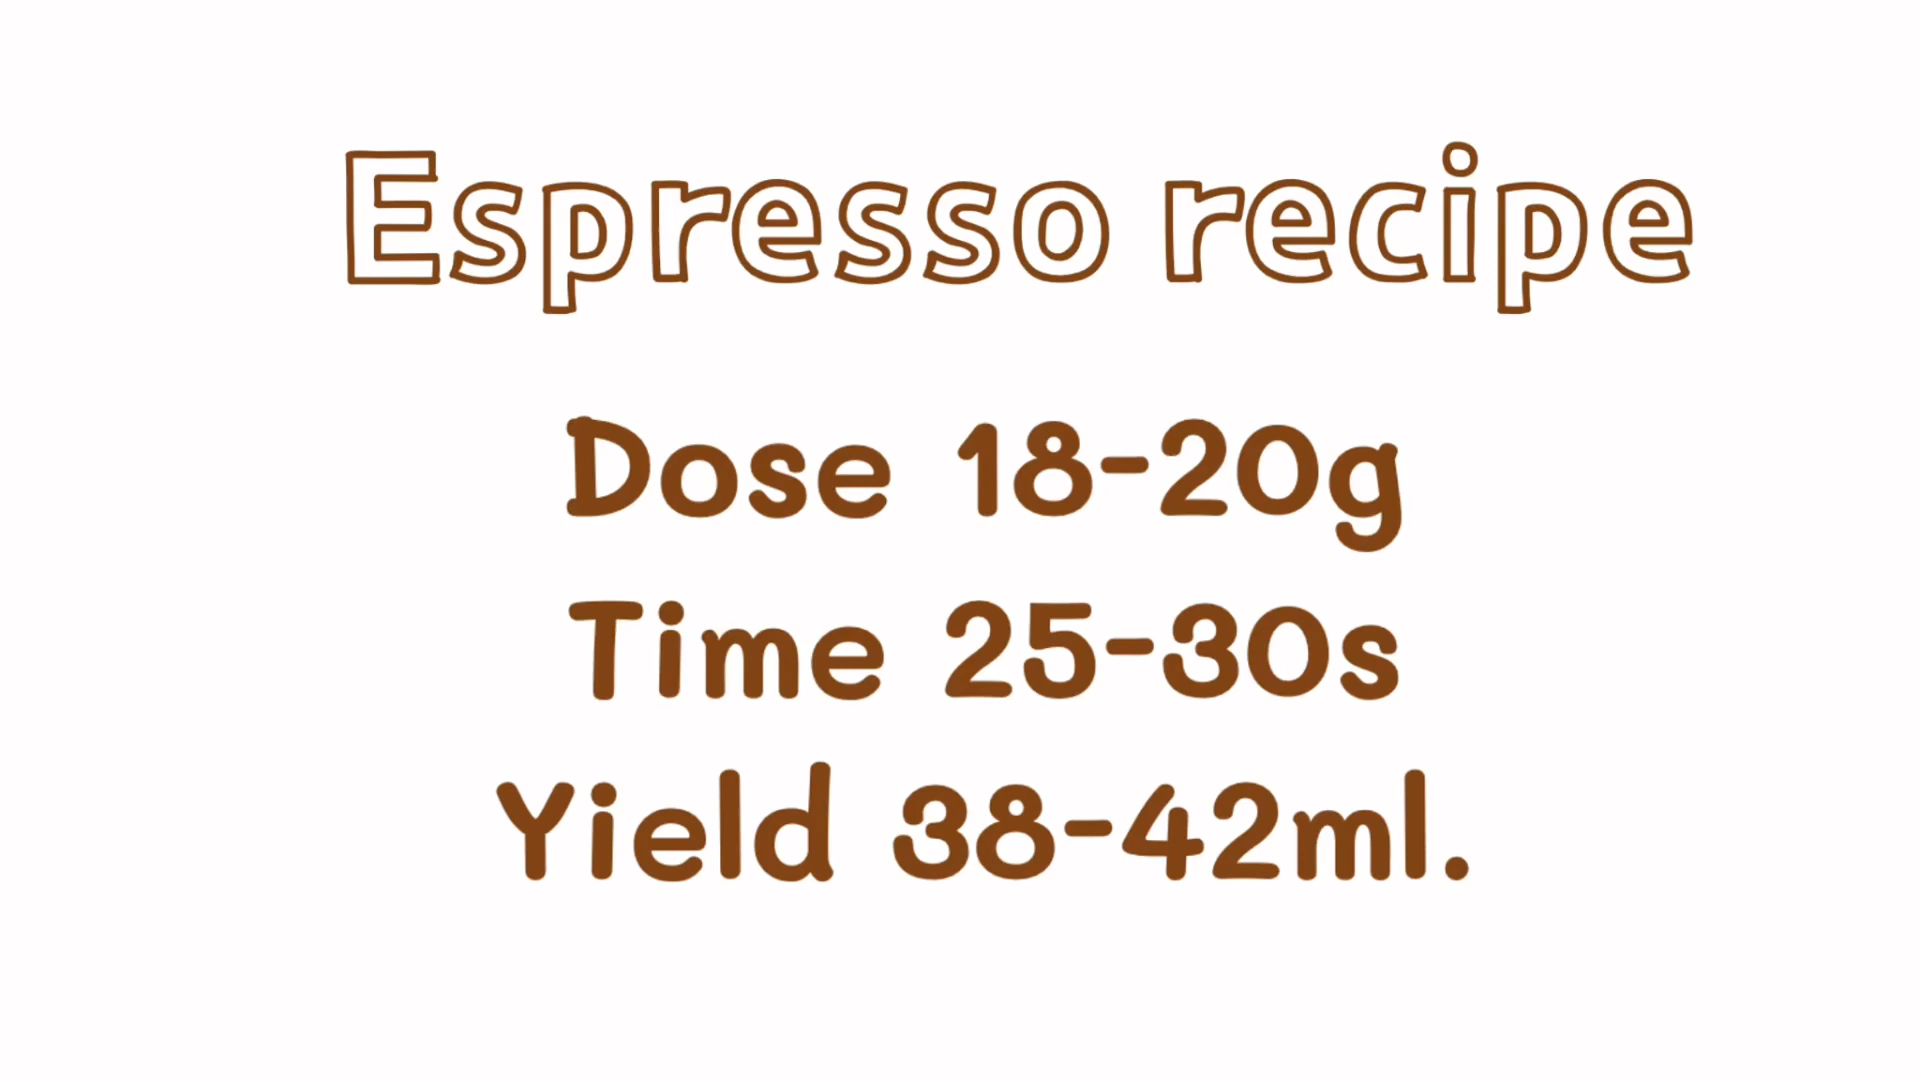 Espresso recipe
Dose 18-20g
Time 25-30s
Yield 38-42ml.